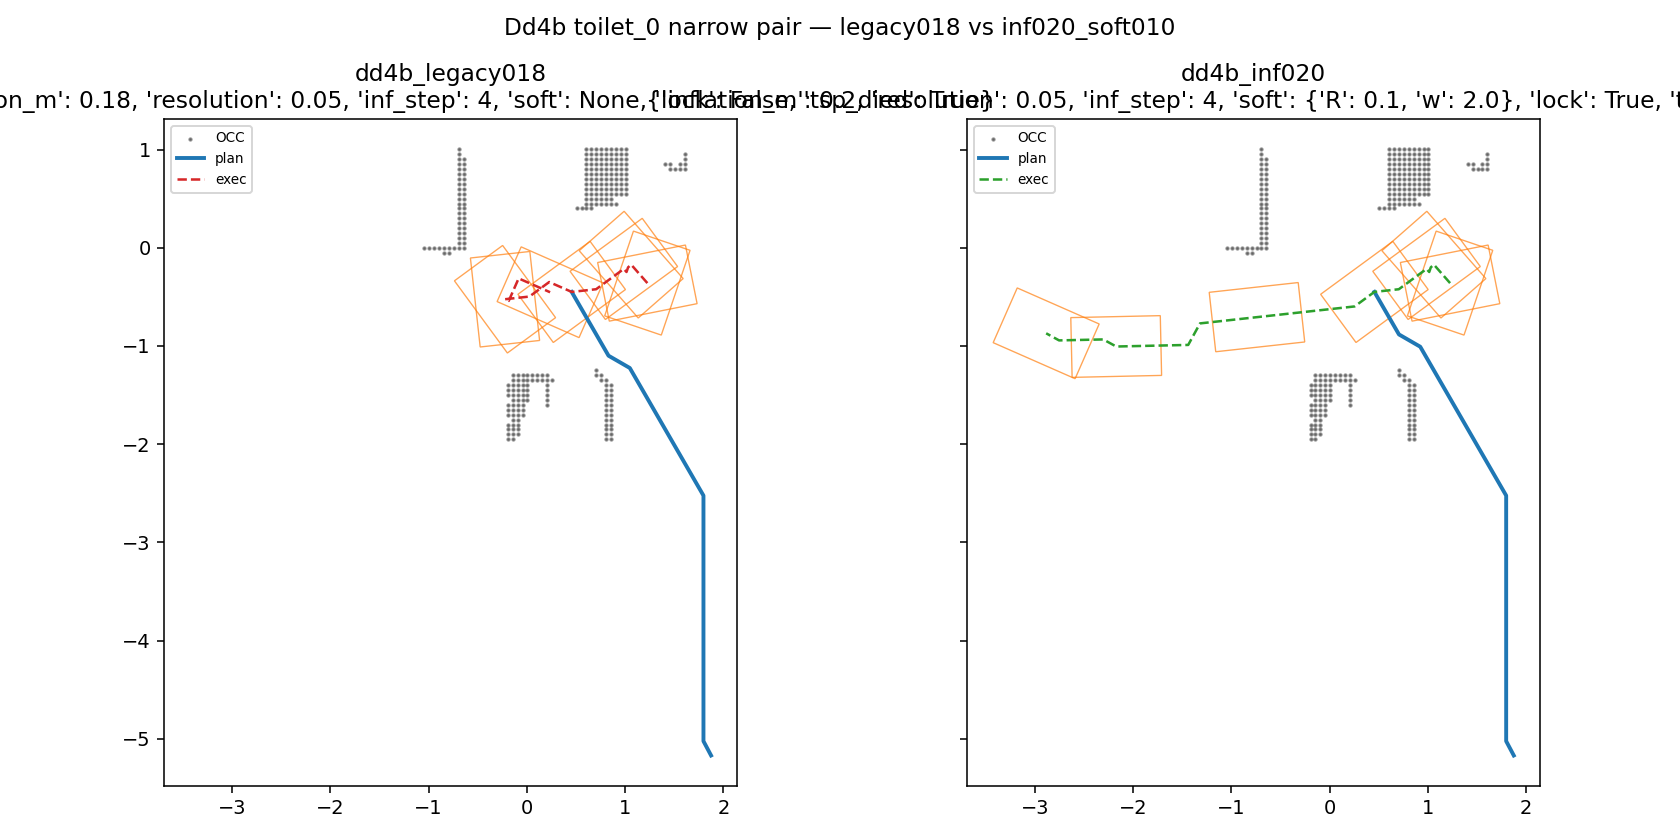 Dd4b toilet_0 narrow pair — legacy018 vs inf020_soft010
dd4b_legacy018
on_m': 0.18, 'resolution': 0.05, 'inf_step': 4, 'soft': None,
dd4b_inf020
0.05, 'inf_step': 4, 'soft': {'R': 0.1, 'w': 2.0}, 'lock': True, 't
OCC
plan
exec
1
0
−1
−2
−3
−4
−5
−3
−2
−1
0
1
2
OCC
plan
exec
−3
−2
−1
0
1
2